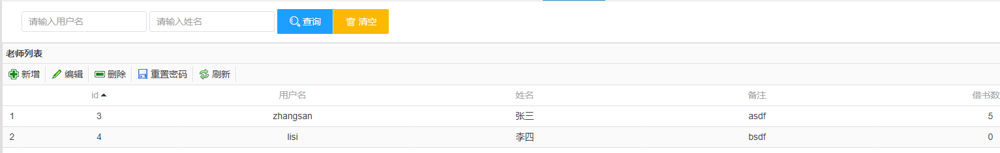 请输入用户名 请输入姓名 查询 清空
老师列表
新增 编辑 删除 重置密码 刷新
id 用户名 姓名 备注 借书数
1 3 zhangsan 张三 asdf 5
2 4 lisi 李四 bsdf 0